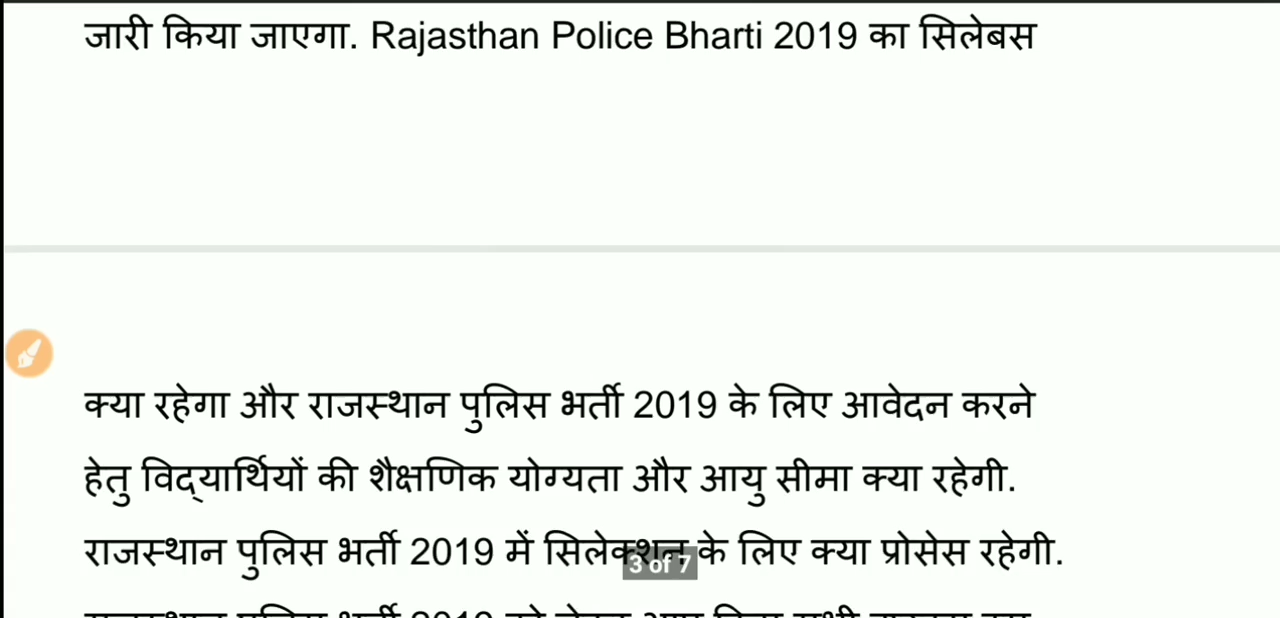 जारी किया जाएगा. Rajasthan Police Bharti 2019 का सिलेबस
क्या रहेगा और राजस्थान पुलिस भर्ती 2019 के लिए आवेदन करने
हेतु विद्यार्थियों की शैक्षणिक योग्यता और आयु सीमा क्या रहेगी.
राजस्थान पुलिस भर्ती 2019 में सिलेक्शन के लिए क्या प्रोसेस रहेगी.
3 of 7